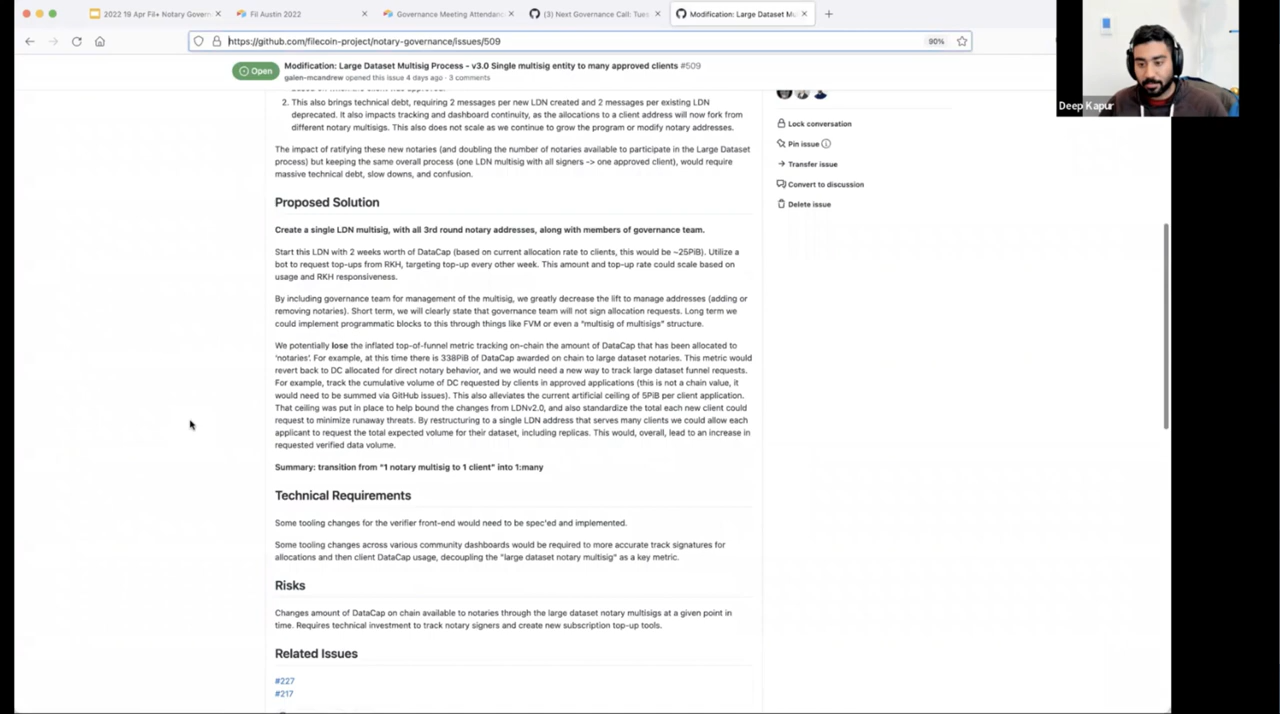 2022 19 Apr Fil+ Notary Govern
Fil Austin 2022
Governance Meeting Attendanc
(3) Next Governance Call: Tues
Modification: Large Dataset Mu
https://github.com/filecoin-project/notary-governance/issues/509
90%
Open
Modification: Large Dataset Multisig Process - v3.0 Single multisig entity to many approved clients #509
galen-mcandrew opened this issue 4 days ago · 3 comments
Deep Kapur
2. This also brings technical debt, requiring 2 messages per new LDN created and 2 messages per existing LDN
deprecated. It also impacts tracking and dashboard continuity, as the allocations to a client address will now fork from
different notary multisigs. This also does not scale as we continue to grow the program or modify notary addresses.
The impact of ratifying these new notaries (and doubling the number of notaries available to participate in the Large Dataset
process) but keeping the same overall process (one LDN multisig with all signers -> one approved client), would require
massive technical debt, slow downs, and confusion.
Lock conversation
Pin issue
Transfer issue
Convert to discussion
Delete issue
Proposed Solution
Create a single LDN multisig, with all 3rd round notary addresses, along with members of governance team.
Start this LDN with 2 weeks worth of DataCap (based on current allocation rate to clients, this would be ~25PiB). Utilize a
bot to request top-ups from RKH, targeting top-up every other week. This amount and top-up rate could scale based on
usage and RKH responsiveness.
By including governance team for management of the multisig, we greatly decrease the lift to manage addresses (adding or
removing notaries). Short term, we will clearly state that governance team will not sign allocation requests. Long term we
could implement programmatic blocks to this through things like FVM or even a "multisig of multisigs" structure.
We potentially lose the inflated top-of-funnel metric tracking on-chain the amount of DataCap that has been allocated to
'notaries'. For example, at this time there is 338PiB of DataCap awarded on chain to large dataset notaries. This metric would
revert back to DC allocated for direct notary behavior, and we would need a new way to track large dataset funnel requests.
For example, track the cumulative volume of DC requested by clients in approved applications (this is not a chain value, it
would need to be summed via GitHub issues). This also alleviates the current artificial ceiling of 5PiB per client application.
That ceiling was put in place to help bound the changes from LDNv2.0, and also standardize the total each new client could
request to minimize runaway threats. By restructuring to a single LDN address that serves many clients we could allow each
applicant to request the total expected volume for their dataset, including replicas. This would, overall, lead to an increase in
requested verified data volume.
Summary: transition from "1 notary multisig to 1 client" into 1:many
Technical Requirements
Some tooling changes for the verifier front-end would need to be spec'ed and implemented.
Some tooling changes across various community dashboards would be required to more accurate track signatures for
allocations and then client DataCap usage, decoupling the "large dataset notary multisig" as a key metric.
Risks
Changes amount of DataCap on chain available to notaries through the large dataset notary multisigs at a given point in
time. Requires technical investment to track notary signers and create new subscription top-up tools.
Related Issues
#227
#217